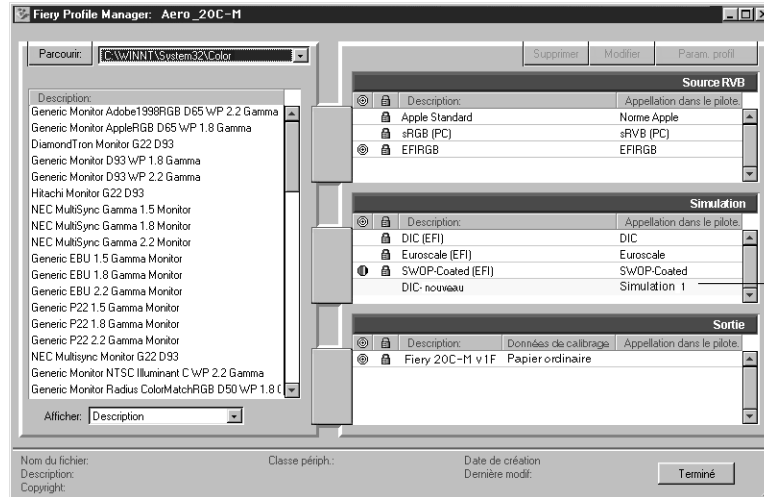 Fiery Profile Manager: Aero_20C-M
Parcourir: C:\WINNT\System32\Color
Description:
Generic Monitor Adobe1998RGB D65 WP 2.2 Gamma
Generic Monitor AppleRGB D65 WP 1.8 Gamma
DiamondTron Monitor G22 D93
Generic Monitor D93 WP 1.8 Gamma
Generic Monitor D93 WP 2.2 Gamma
Hitachi Monitor G22 D93
NEC MultiSync Gamma 1.5 Monitor
NEC MultiSync Gamma 1.8 Monitor
NEC MultiSync Gamma 2.2 Monitor
Generic EBU 1.5 Gamma Monitor
Generic EBU 1.8 Gamma Monitor
Generic EBU 2.2 Gamma Monitor
Generic P22 1.5 Gamma Monitor
Generic P22 1.8 Gamma Monitor
Generic P22 2.2 Gamma Monitor
NEC Multisync Monitor G22 D93
Generic Monitor NTSC Illuminant C WP 2.2 Gamma
Generic Monitor Radius ColorMatchRGB D50 WP 1.8 (
Afficher: Description
Supprimer Modifier Param. profil
Source RVB
Description: Appellation dans le pilote.
Apple Standard Norme Apple
sRGB (PC) sRVB (PC)
EFIRGB EFIRGB
Simulation
Description: Appellation dans le pilote.
DIC (EFI) DIC
Euroscale (EFI) Euroscale
SWOP-Coated (EFI) SWOP-Coated
DIC- nouveau Simulation 1
Sortie
Description: Données de calibrage Appellation dans le pilote.
Fiery 20C-M v1F Papier ordinaire
Nom du fichier: Classe périph.: Date de création
Description: Dernière modif:
Copyright:
Terminé